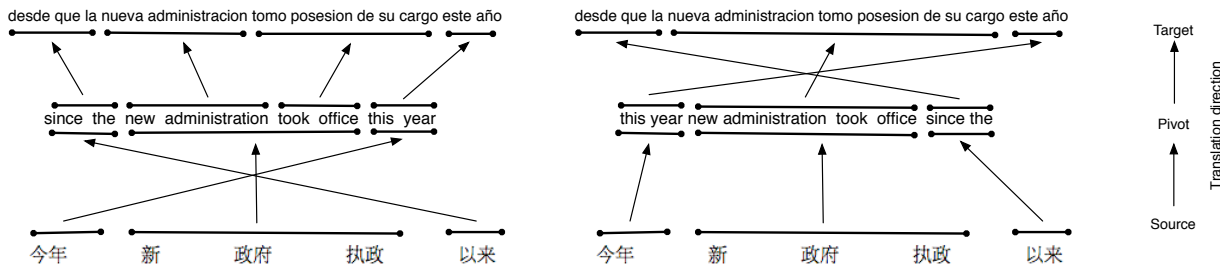 desde que la nueva administracion tomo posesion de su cargo este año
since the new administration took office this year
今年 新 政府 执政 以来
desde que la nueva administracion tomo posesion de su cargo este año
this year new administration took office since the
今年 新 政府 执政 以来
Target
Pivot
Source
Translation direction